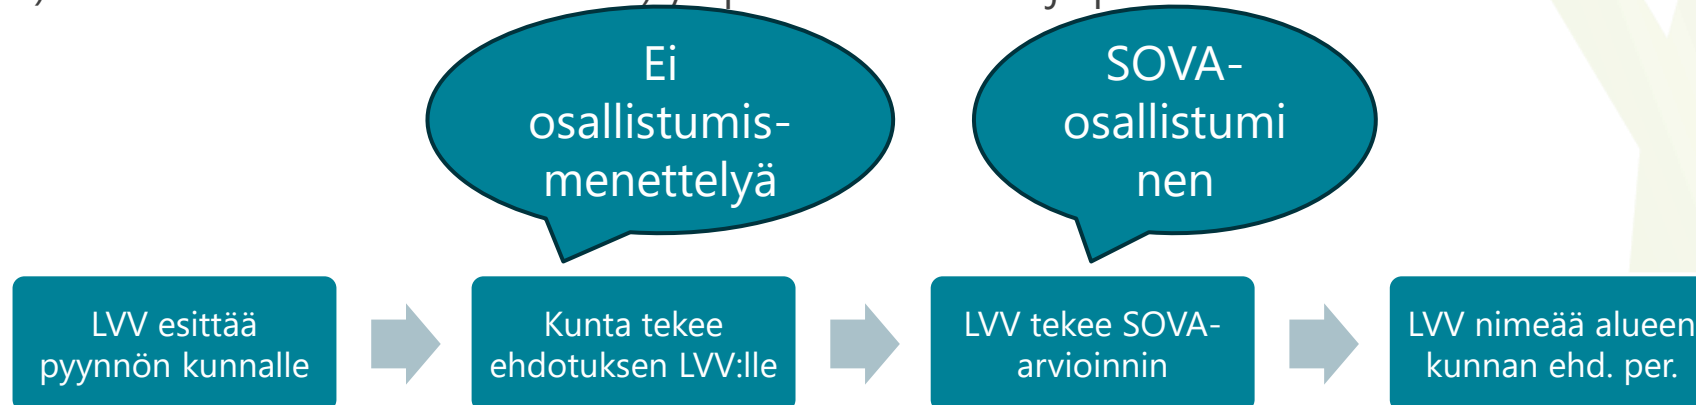 Ei
osallistumis-
menettelyä
SOVA-
osallistumi
nen
LVV esittää
pyynnön kunnalle
Kunta tekee
ehdotuksen LVV:lle
LVV tekee SOVA-
arvioinnin
LVV nimeää alueen
kunnan ehd. per.